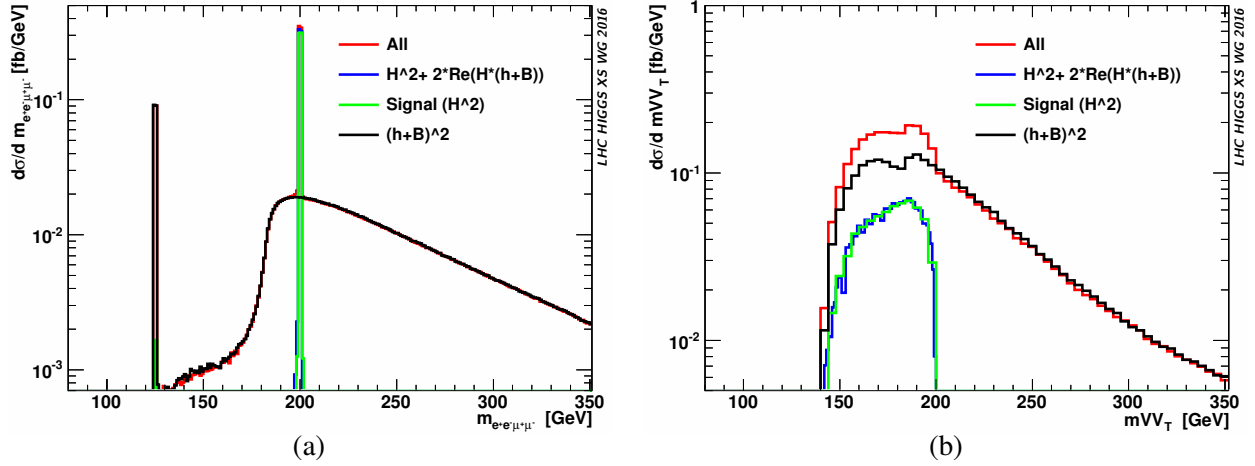 dσ/d m_e⁺e⁻μ⁺μ⁻ [fb/GeV]
10⁻¹
10⁻²
10⁻³
All
H^2+ 2*Re(H*(h+B))
Signal (H^2)
(h+B)^2
LHC HIGGS XS WG 2016
100 150 200 250 300 350
m_e⁺e⁻μ⁺μ⁻ [GeV]
(a)
dσ/d mVV_T [fb/GeV]
1
10⁻¹
10⁻²
All
H^2+ 2*Re(H*(h+B))
Signal (H^2)
(h+B)^2
LHC HIGGS XS WG 2016
100 150 200 250 300 350
mVV_T [GeV]
(b)